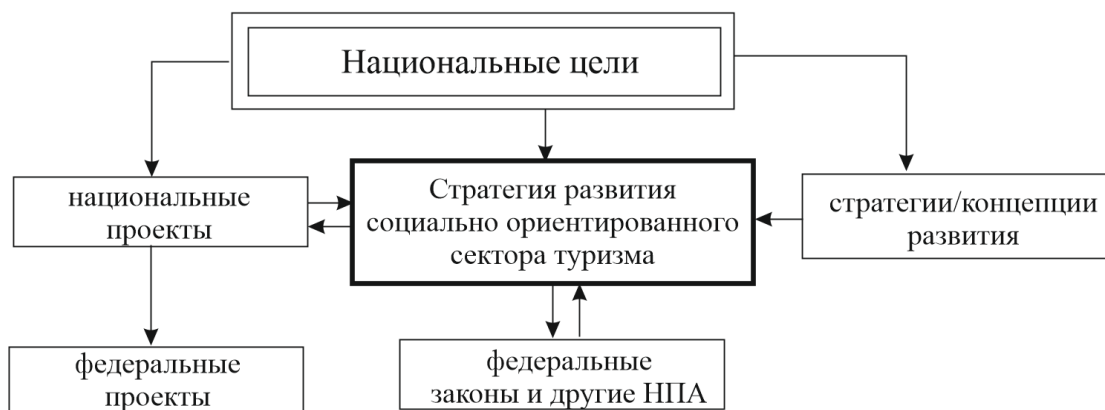 Национальные цели
национальные
проекты
Стратегия развития
социально ориентированного
сектора туризма
стратегии/концепции
развития
федеральные
проекты
федеральные
законы и другие НПА